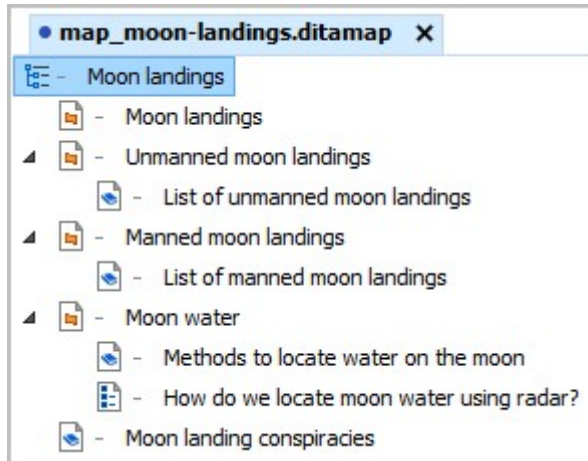 map_moon-landings.ditamap
- Moon landings
- Moon landings
- Unmanned moon landings
- List of unmanned moon landings
- Manned moon landings
- List of manned moon landings
- Moon water
- Methods to locate water on the moon
- How do we locate moon water using radar?
- Moon landing conspiracies